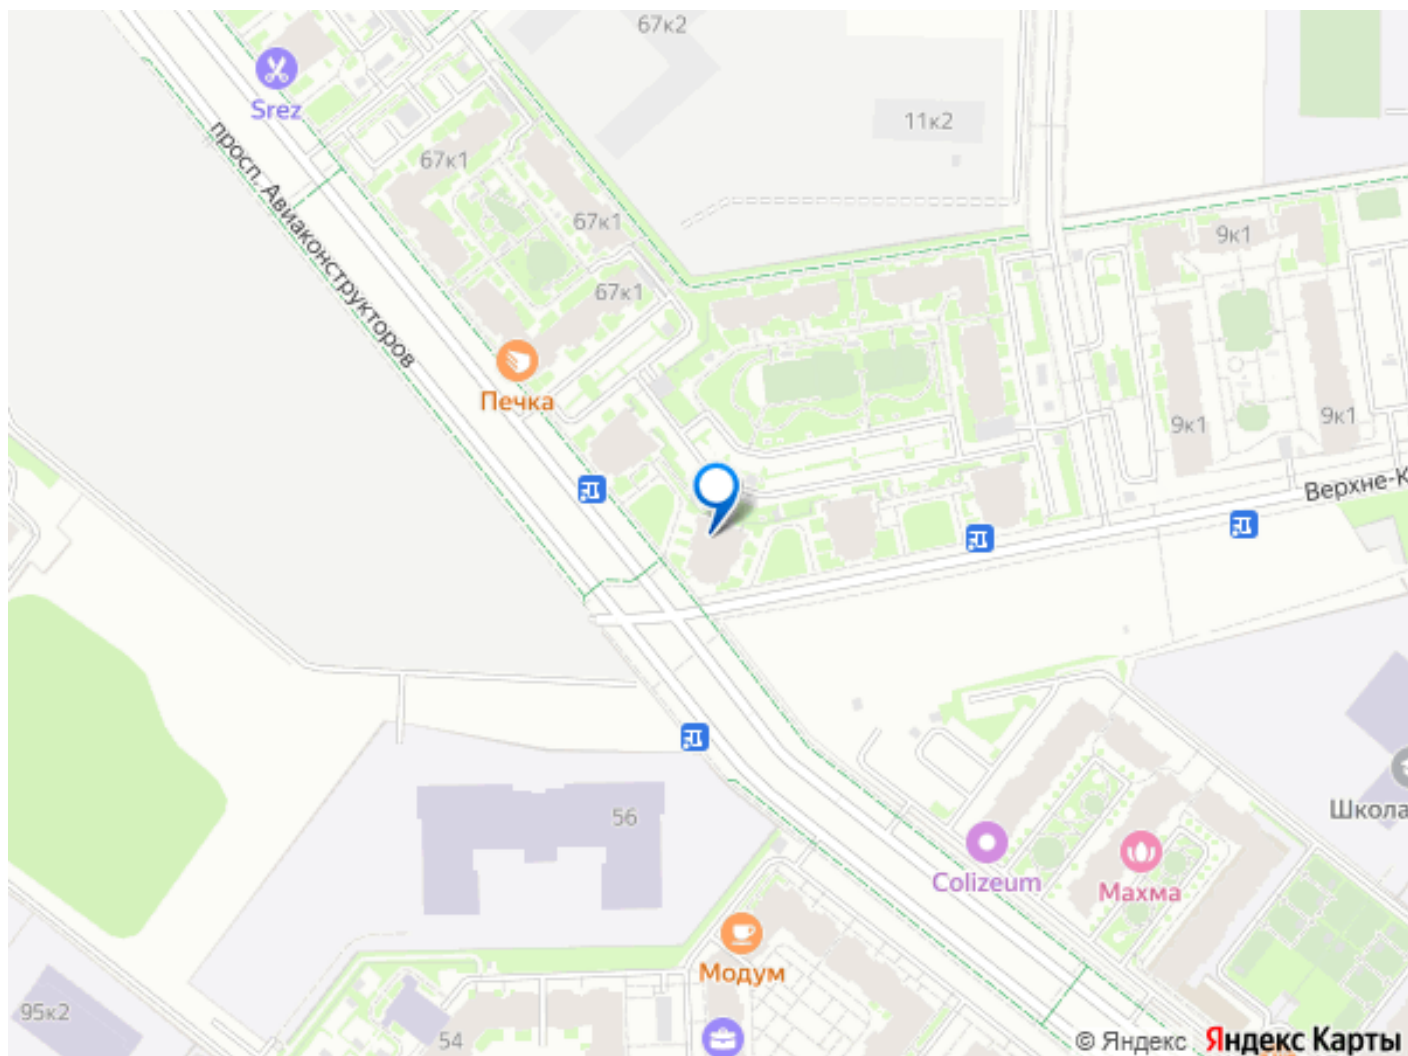 67к2
Srez
11к2
просп. Авиаконструкторов
67к1
67к1
9к1
67к1
Печка
9к1
9к1
Верхне-К
56
Школа
Colizeum
Махма
Модум
95к2
54
© Яндекс Яндекс Карты